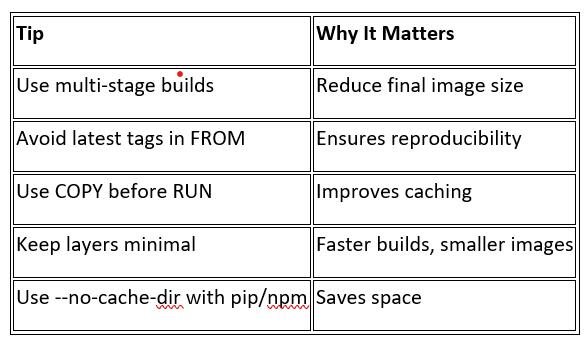 Tip Why It Matters
Use multi-stage builds Reduce final image size
Avoid latest tags in FROM Ensures reproducibility
Use COPY before RUN Improves caching
Keep layers minimal Faster builds, smaller images
Use --no-cache-dir with pip/npm Saves space